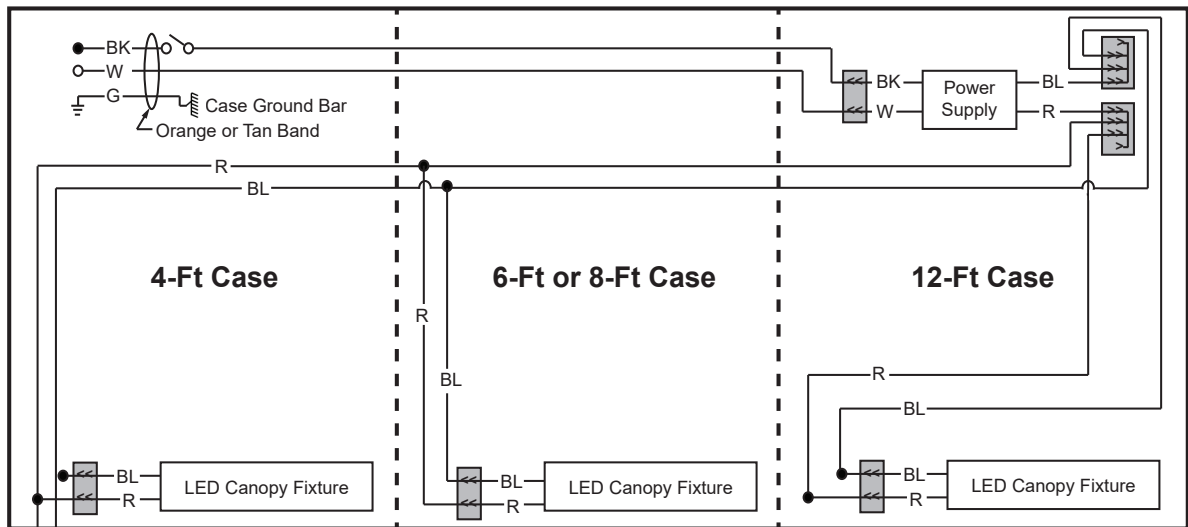 BK
W
G
Case Ground Bar
Orange or Tan Band
BK
W
Power
Supply
BL
R
R
BL
4-Ft Case
6-Ft or 8-Ft Case
12-Ft Case
R
BL
R
BL
BL
R
LED Canopy Fixture
BL
R
LED Canopy Fixture
BL
R
LED Canopy Fixture